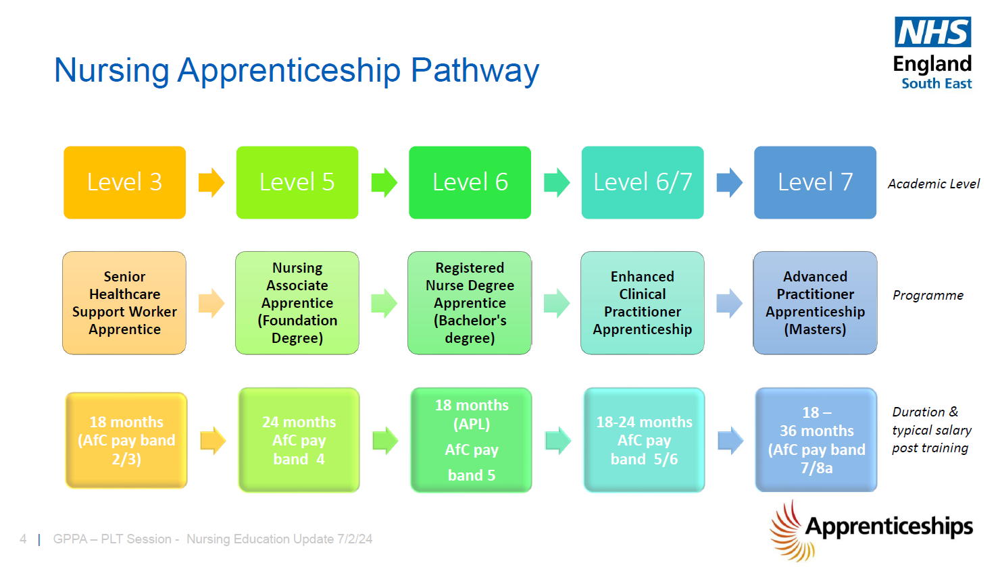 NHS
England
South East
Nursing Apprenticeship Pathway
Level 3
Level 5
Level 6
Level 6/7
Level 7
Academic Level
Senior
Healthcare
Support Worker
Apprentice
Nursing
Associate
Apprentice
(Foundation
Degree)
Registered
Nurse Degree
Apprentice
(Bachelor's
degree)
Enhanced
Clinical
Practitioner
Apprenticeship
Advanced
Practitioner
Apprenticeship
(Masters)
Programme
18 months
(AfC pay band
2/3)
24 months
AfC pay
band 4
18 months
(APL)
AfC pay
band 5
18-24 months
AfC pay
band 5/6
18 –
36 months
(AfC pay band
7/8a
Duration &
typical salary
post training
4 | GPPA – PLT Session - Nursing Education Update 7/2/24
Apprenticeships